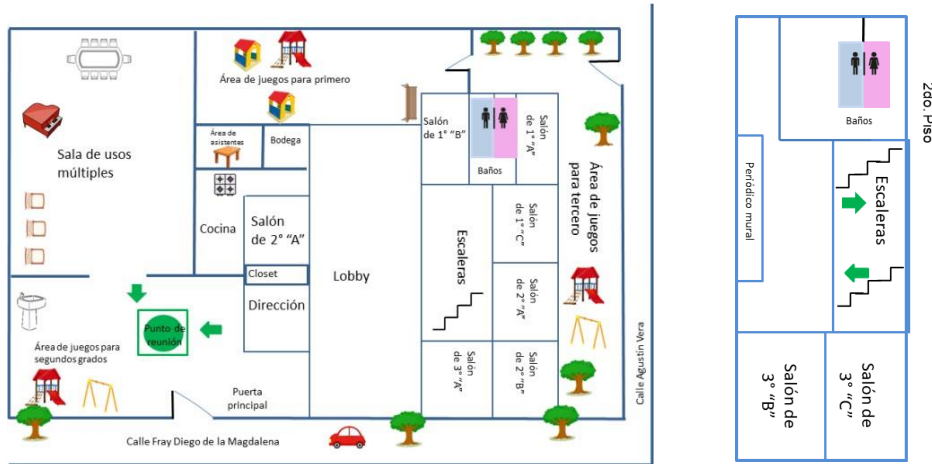 Área de juegos para primero
Sala de usos
múltiples
Área de
asistentes
Bodega
Cocina
Salón
de 2° “A”
Closet
Dirección
Lobby
Salón
de 1° “B”
Baños
Salón
de 1° “A”
Salón
de 1° “C”
Salón
de 2° “A”
Salón
de 2° “B”
Salón
de 3° “A”
Escaleras
Área de juegos
para tercero
Punto de
reunión
Área de juegos para
segundos grados
Puerta
principal
Calle Fray Diego de la Magdalena
Calle Agustin Vera
2do. Piso
Baños
Periódico mural
Escaleras
Salón de
3° “B”
Salón de
3° “C”